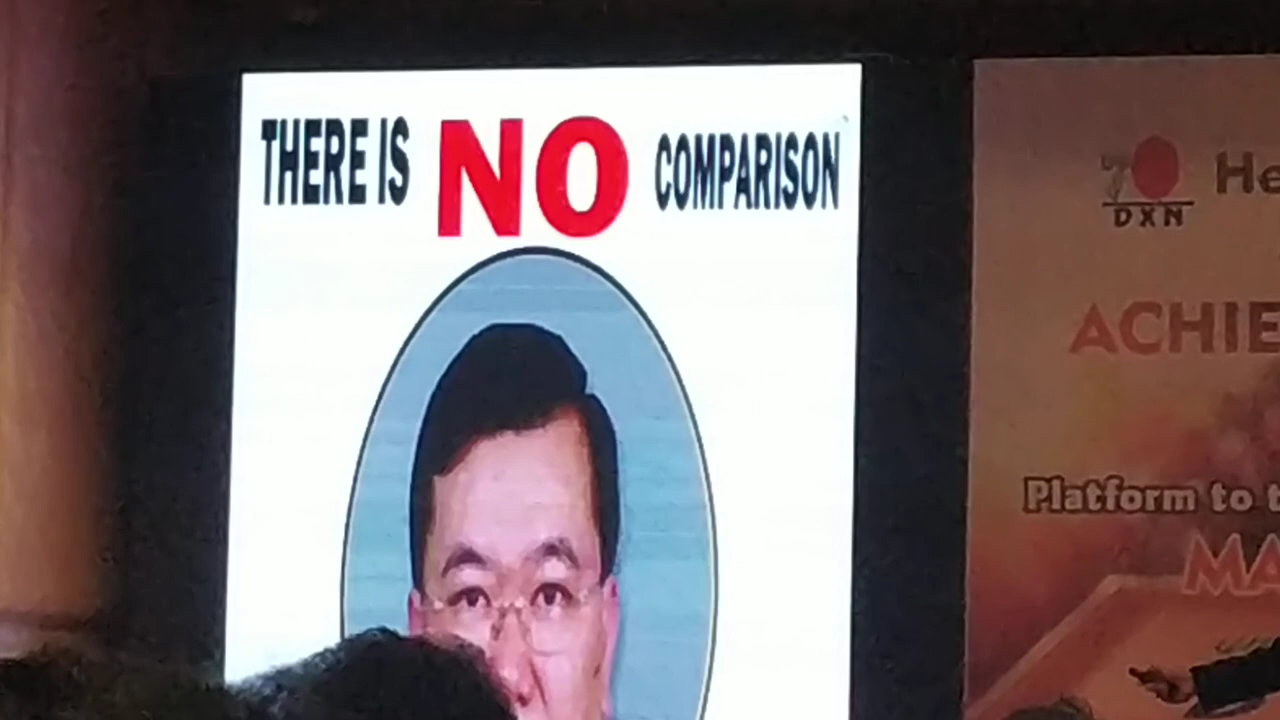 THERE IS NO COMPARISON
DXN
He
ACHIE
Platform to t
MA